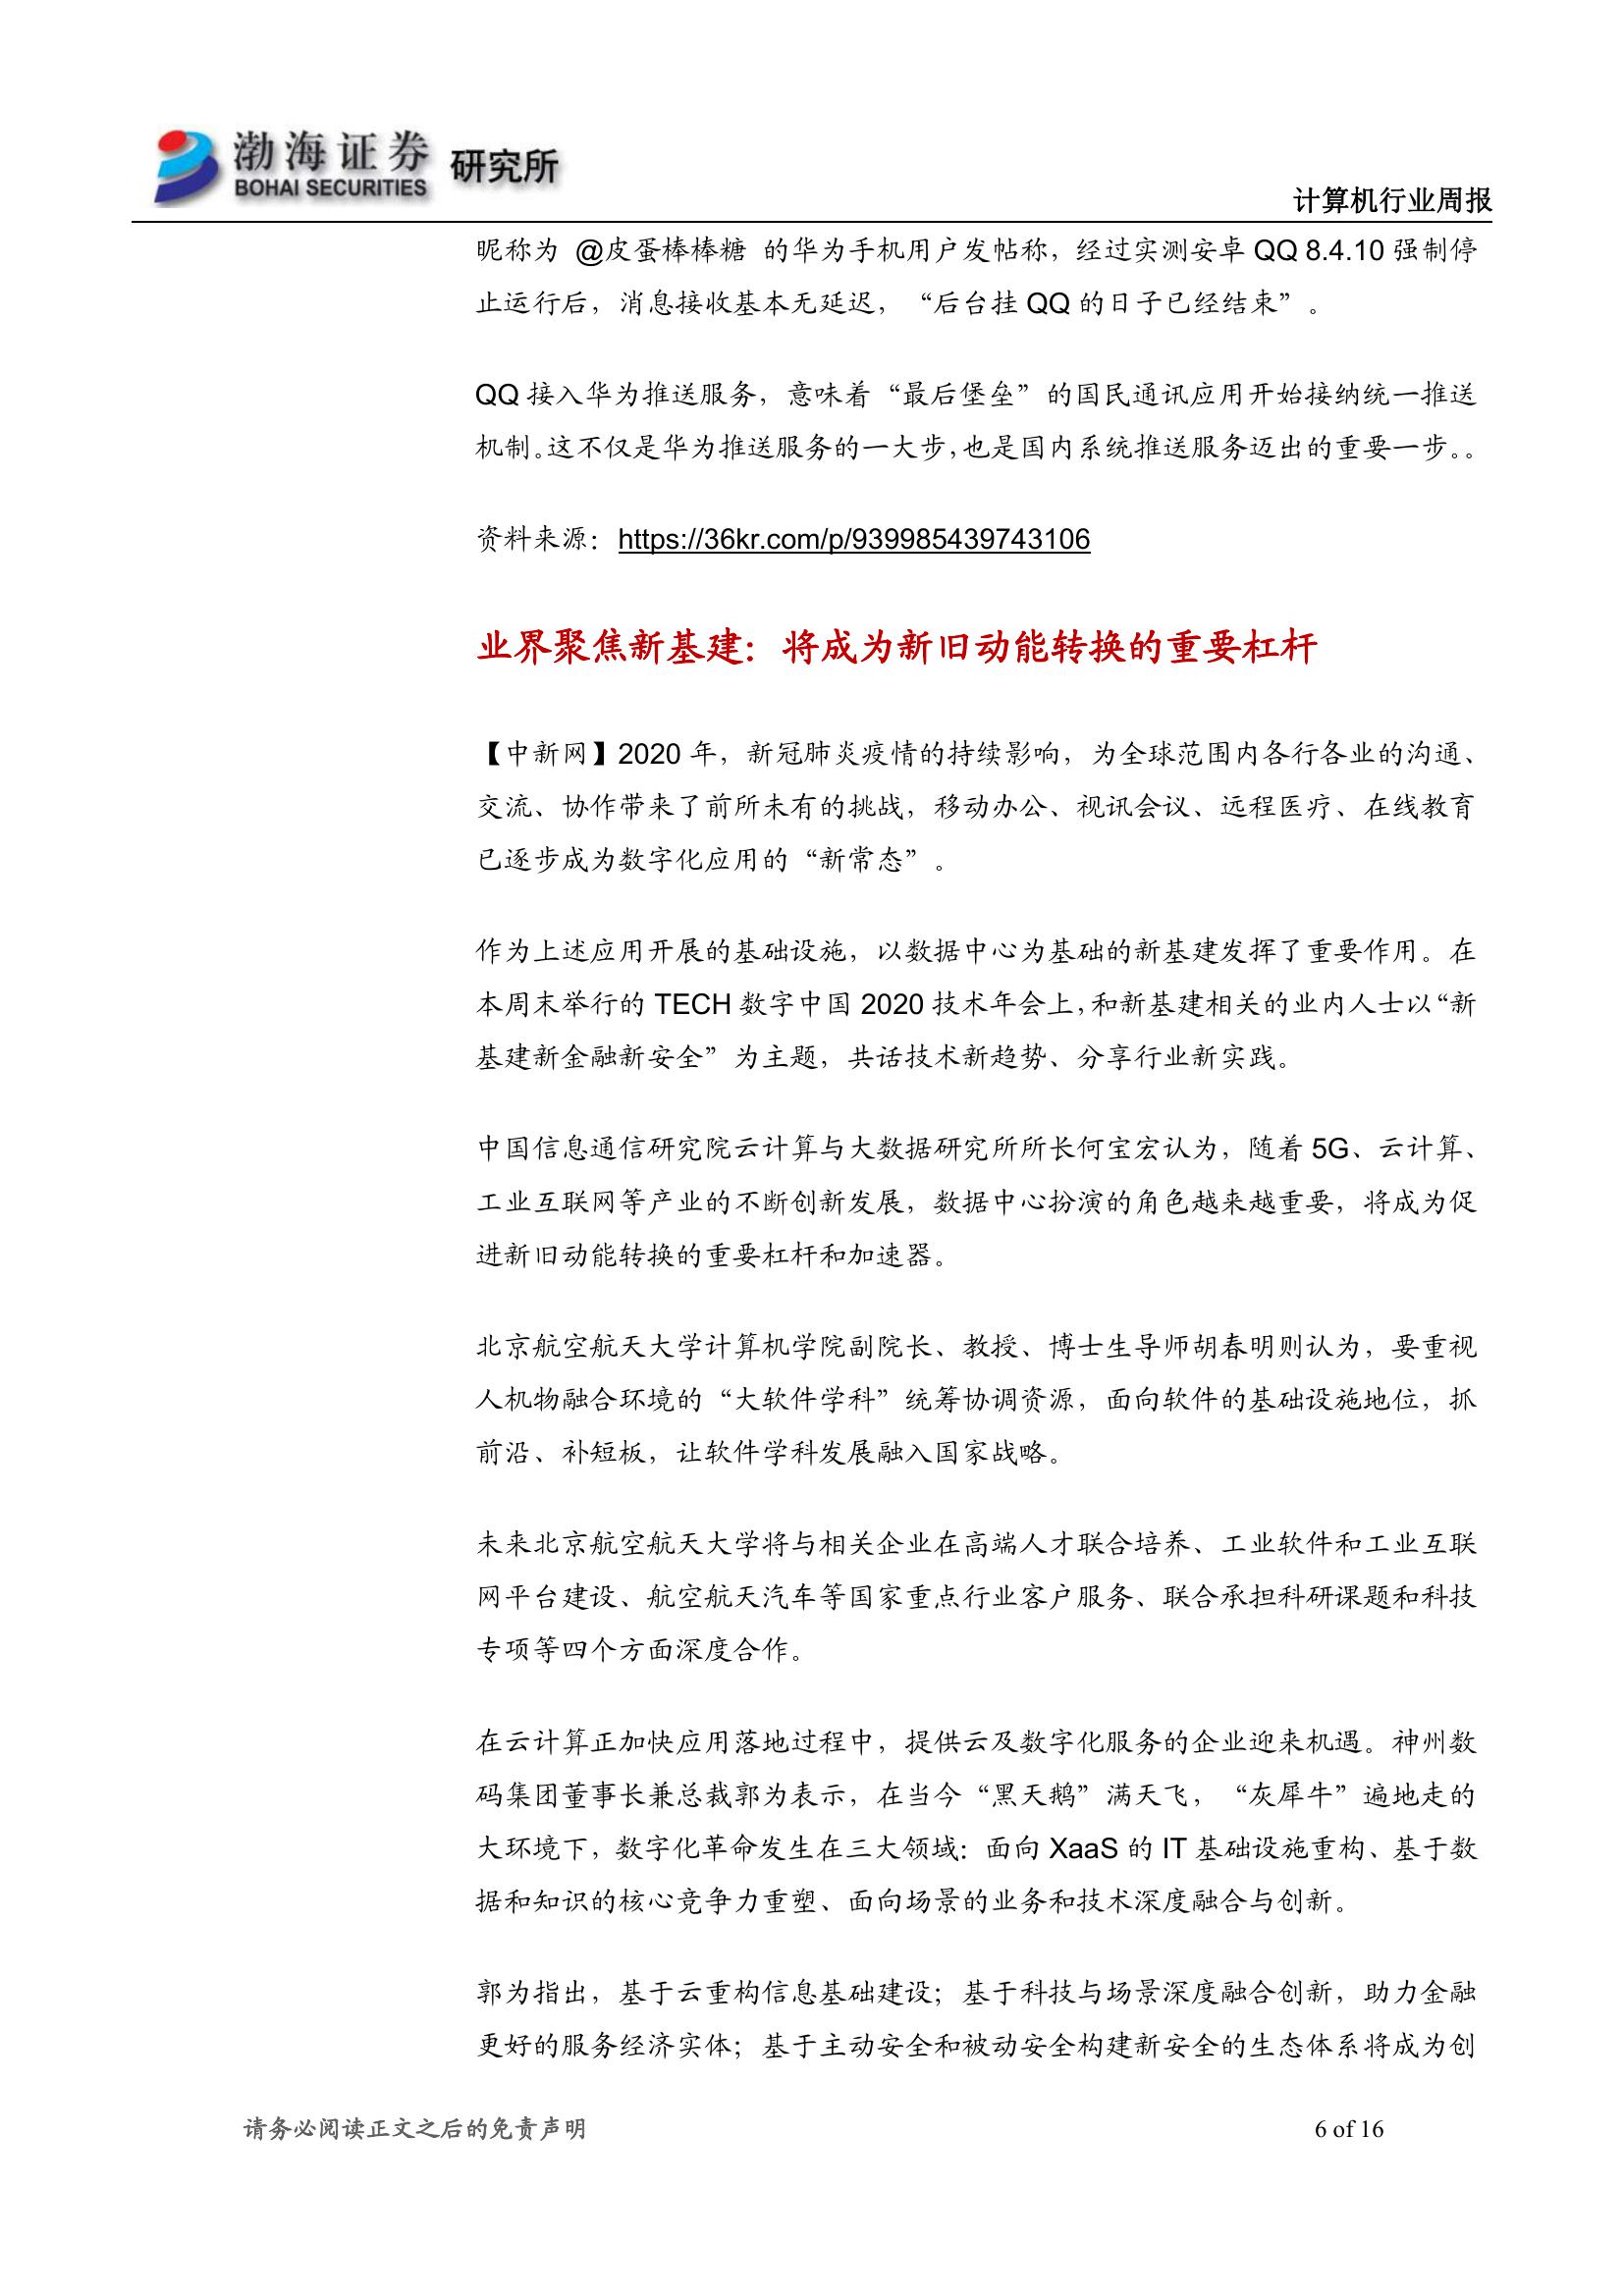 渤海证券 研究所
BOHAI SECURITIES
计算机行业周报
昵称为 @皮蛋棒棒糖 的华为手机用户发帖称，经过实测安卓 QQ 8.4.10 强制停
止运行后，消息接收基本无延迟，“后台挂 QQ 的日子已经结束”。
QQ 接入华为推送服务，意味着“最后堡垒”的国民通讯应用开始接纳统一推送
机制。这不仅是华为推送服务的一大步，也是国内系统推送服务迈出的重要一步。。
资料来源：https://36kr.com/p/939985439743106
业界聚焦新基建：将成为新旧动能转换的重要杠杆
【中新网】2020 年，新冠肺炎疫情的持续影响，为全球范围内各行各业的沟通、
交流、协作带来了前所未有的挑战，移动办公、视讯会议、远程医疗、在线教育
已逐步成为数字化应用的“新常态”。
作为上述应用开展的基础设施，以数据中心为基础的新基建发挥了重要作用。在
本周末举行的 TECH 数字中国 2020 技术年会上，和新基建相关的业内人士以“新
基建新金融新安全”为主题，共话技术新趋势、分享行业新实践。
中国信息通信研究院云计算与大数据研究所所长何宝宏认为，随着 5G、云计算、
工业互联网等产业的不断创新发展，数据中心扮演的角色越来越重要，将成为促
进新旧动能转换的重要杠杆和加速器。
北京航空航天大学计算机学院副院长、教授、博士生导师胡春明则认为，要重视
人机物融合环境的“大软件学科”统筹协调资源，面向软件的基础设施地位，抓
前沿、补短板，让软件学科发展融入国家战略。
未来北京航空航天大学将与相关企业在高端人才联合培养、工业软件和工业互联
网平台建设、航空航天汽车等国家重点行业客户服务、联合承担科研课题和科技
专项等四个方面深度合作。
在云计算正加快应用落地过程中，提供云及数字化服务的企业迎来机遇。神州数
码集团董事长兼总裁郭为表示，在当今“黑天鹅”满天飞，“灰犀牛”遍地走的
大环境下，数字化革命发生在三大领域：面向 XaaS 的 IT 基础设施重构、基于数
据和知识的核心竞争力重塑、面向场景的业务和技术深度融合与创新。
郭为指出，基于云重构信息基础建设；基于科技与场景深度融合创新，助力金融
更好的服务经济实体；基于主动安全和被动安全构建新安全的生态体系将成为创
请务必阅读正文之后的免责声明
6 of 16